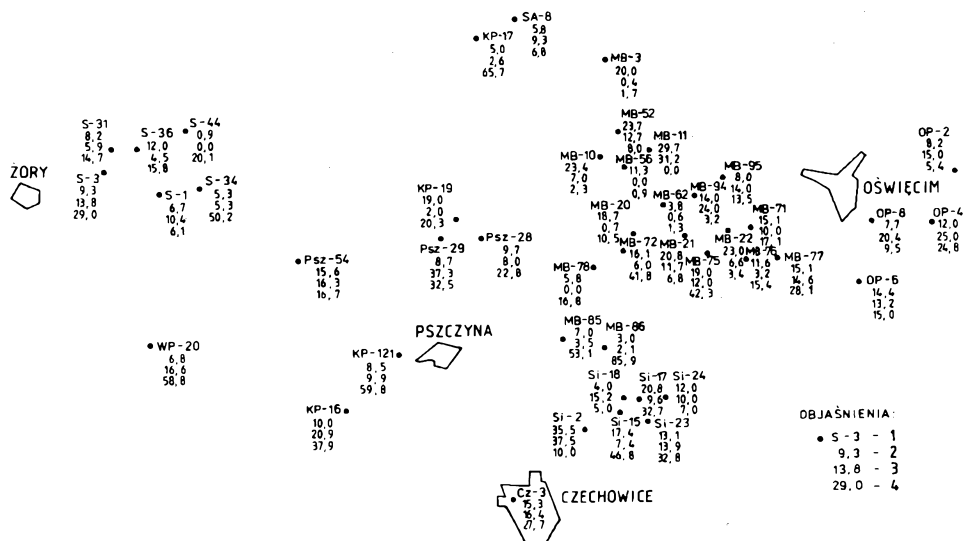 SA-8
5,8
9,3
6,8
KP-17
5,0
2,6
65,7
MB-3
20,0
0,4
1,7
MB-52
23,7
12,7
8,0
MB-11
29,7
31,2
0,0
MB-10
23,4
7,0
2,3
MB-56
11,3
0,0
0,9
S-31
8,2
5,9
14,7
S-36
12,0
4,5
15,8
S-44
0,9
0,0
20,1
ŻORY
S-3
9,3
13,8
29,0
S-1
6,7
10,4
6,1
S-34
5,3
5,3
50,2
KP-19
19,0
2,0
20,3
MB-20
18,7
0,7
10,5
MB-62
3,8
0,6
1,3
MB-94
14,0
24,0
3,2
MB-95
8,0
14,0
13,5
MB-71
15,1
10,0
17,1
OP-2
8,2
15,0
5,4
OŚWIĘCIM
OP-8
7,7
20,4
9,5
OP-4
12,0
25,0
24,8
Psz-54
15,6
16,3
16,7
Psz-29
8,7
37,3
32,5
Psz-28
9,7
8,0
22,8
MB-72
16,1
6,0
41,8
MB-21
20,8
11,7
6,8
MB-22
23,0
6,6
3,4
MB-75
19,0
12,0
42,3
MB-76
11,6
3,2
15,4
MB-77
15,1
14,6
28,1
MB-78
5,8
0,0
16,8
OP-6
14,4
13,2
15,0
WP-20
6,8
16,6
58,8
PSZCZYNA
KP-121
8,5
9,9
59,8
MB-85
7,0
3,5
53,1
MB-86
3,0
2,1
85,9
KP-16
10,0
20,9
37,9
Si-18
4,0
15,2
5,0
Si-17
20,8
9,6
32,7
Si-24
12,0
10,0
7,0
Si-2
35,5
37,5
10,0
Si-15
17,4
7,4
46,8
Si-23
13,1
13,9
32,8
Cz-3
15,3
16,4
27,7
CZECHOWICE
OBJAŚNIENIA:
S-3 - 1
9,3 - 2
13,8 - 3
29,0 - 4